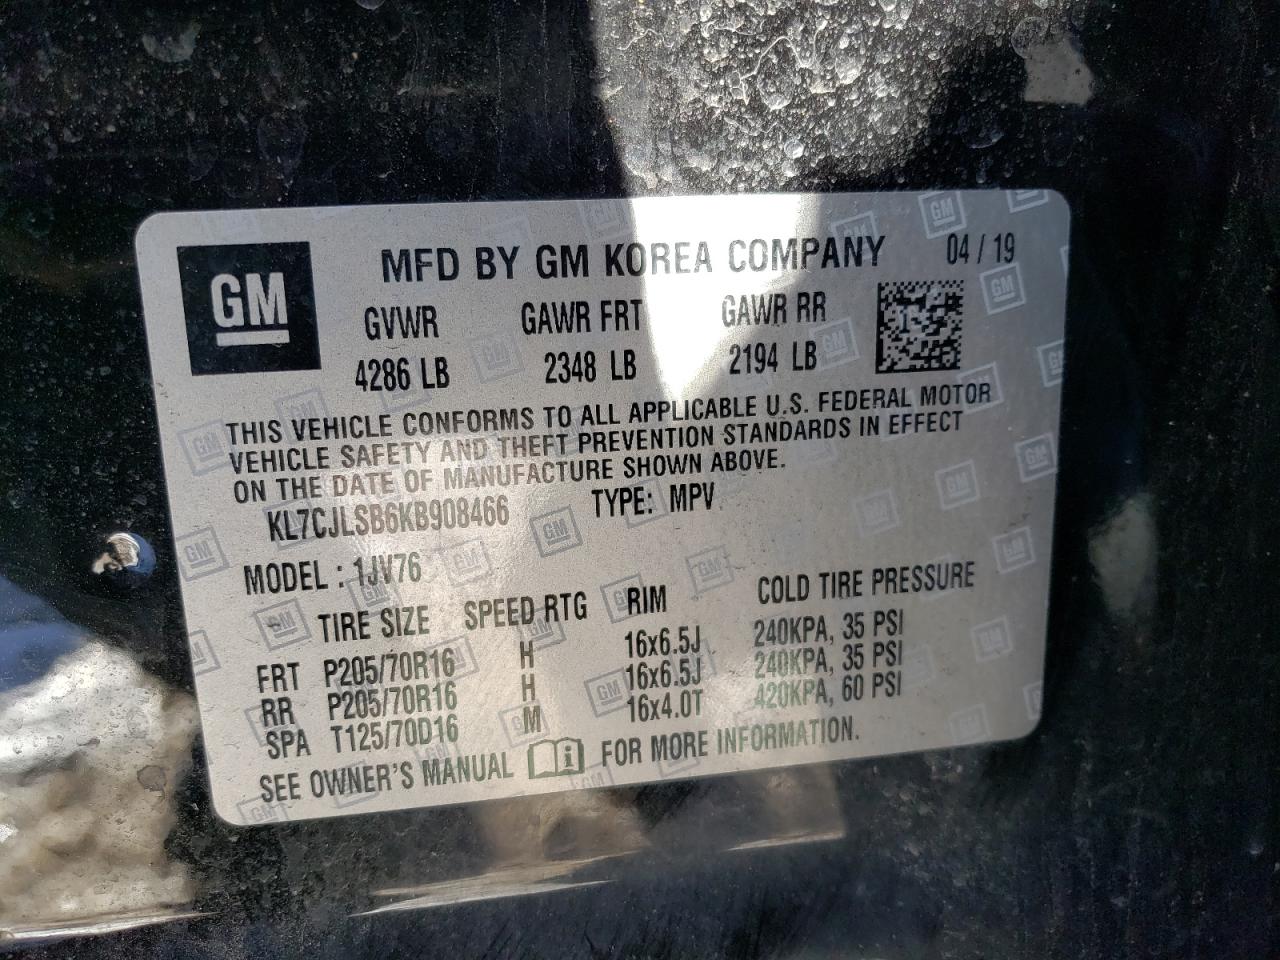 GM MFD BY GM KOREA COMPANY 04 / 19
GVWR GAWR FRT GAWR RR
4286 LB 2348 LB 2194 LB
THIS VEHICLE CONFORMS TO ALL APPLICABLE U.S. FEDERAL MOTOR
VEHICLE SAFETY AND THEFT PREVENTION STANDARDS IN EFFECT
ON THE DATE OF MANUFACTURE SHOWN ABOVE.
KL7CJLSB6KB908466 TYPE: MPV
MODEL : 1JV76
TIRE SIZE SPEED RTG RIM COLD TIRE PRESSURE
FRT P205/70R16 H 16x6.5J 240KPA, 35 PSI
RR P205/70R16 H 16x6.5J 240KPA, 35 PSI
SPA T125/70D16 M 16x4.0T 420KPA, 60 PSI
SEE OWNER'S MANUAL FOR MORE INFORMATION.